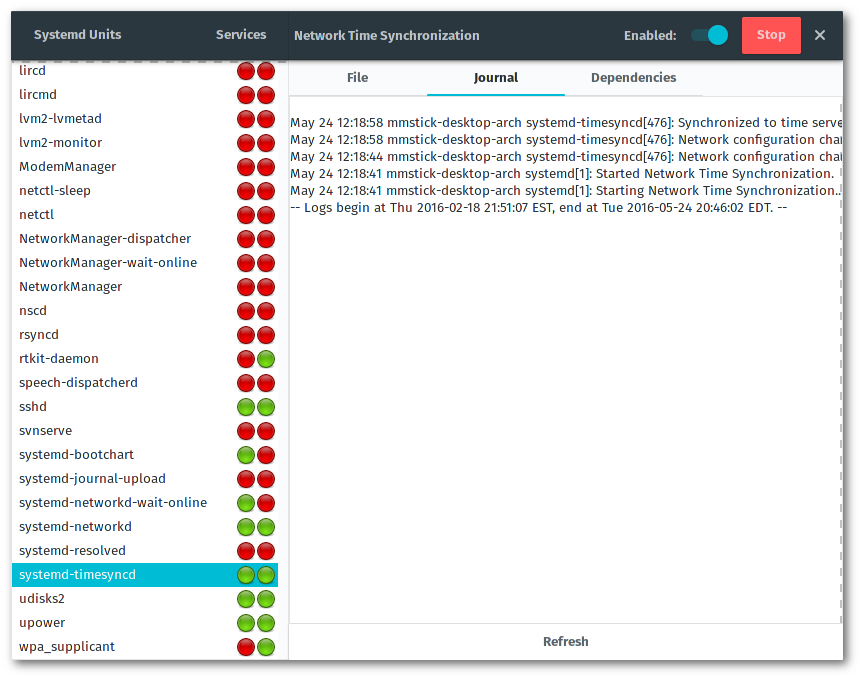 Systemd Units Services Network Time Synchronization Enabled: Stop ✕
lircd
lircmd
lvm2-lvmetad
lvm2-monitor
ModemManager
netctl-sleep
netctl
NetworkManager-dispatcher
NetworkManager-wait-online
NetworkManager
nscd
rsyncd
rtkit-daemon
speech-dispatcherd
sshd
svnserve
systemd-bootchart
systemd-journal-upload
systemd-networkd-wait-online
systemd-networkd
systemd-resolved
systemd-timesyncd
udisks2
upower
wpa_supplicant
File Journal Dependencies
May 24 12:18:58 mmstick-desktop-arch systemd-timesyncd[476]: Synchronized to time serve
May 24 12:18:58 mmstick-desktop-arch systemd-timesyncd[476]: Network configuration cha
May 24 12:18:44 mmstick-desktop-arch systemd-timesyncd[476]: Network configuration cha
May 24 12:18:41 mmstick-desktop-arch systemd[1]: Started Network Time Synchronization.
May 24 12:18:41 mmstick-desktop-arch systemd[1]: Starting Network Time Synchronization..
-- Logs begin at Thu 2016-02-18 21:51:07 EST, end at Tue 2016-05-24 20:46:02 EDT. --
Refresh